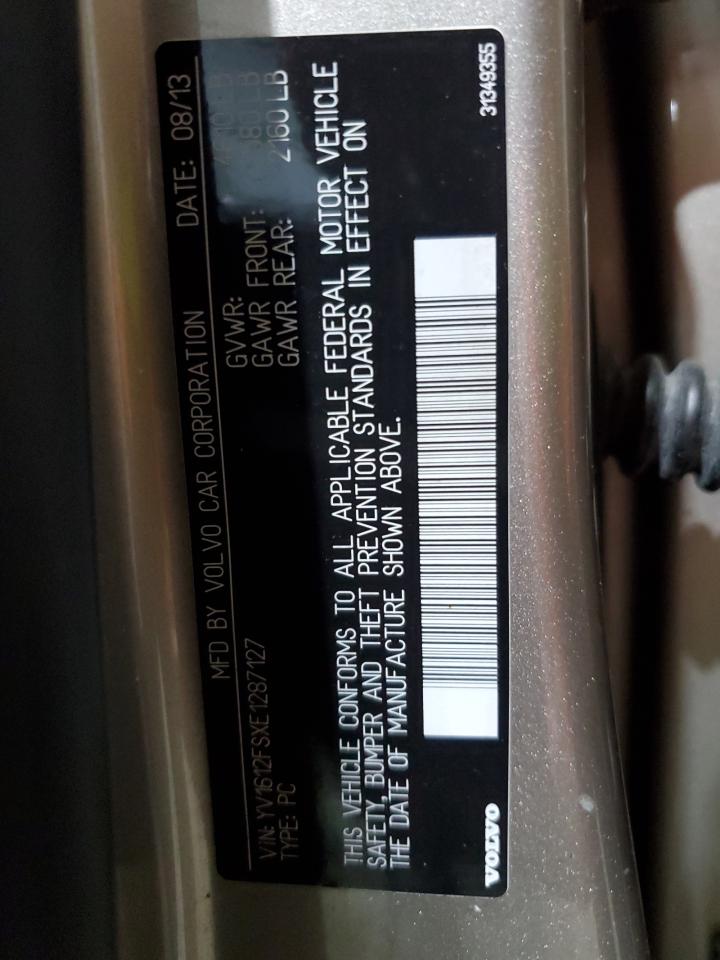 MFD BY VOLVO CAR CORPORATION DATE: 08/13
GVWR: LB
GAWR FRONT: LB
VIN: YV1612FSXE1287127 GAWR REAR: 2160 LB
TYPE: PC
THIS VEHICLE CONFORMS TO ALL APPLICABLE FEDERAL MOTOR VEHICLE
SAFETY, BUMPER AND THEFT PREVENTION STANDARDS IN EFFECT ON
THE DATE OF MANUFACTURE SHOWN ABOVE.
VOLVO 31349355